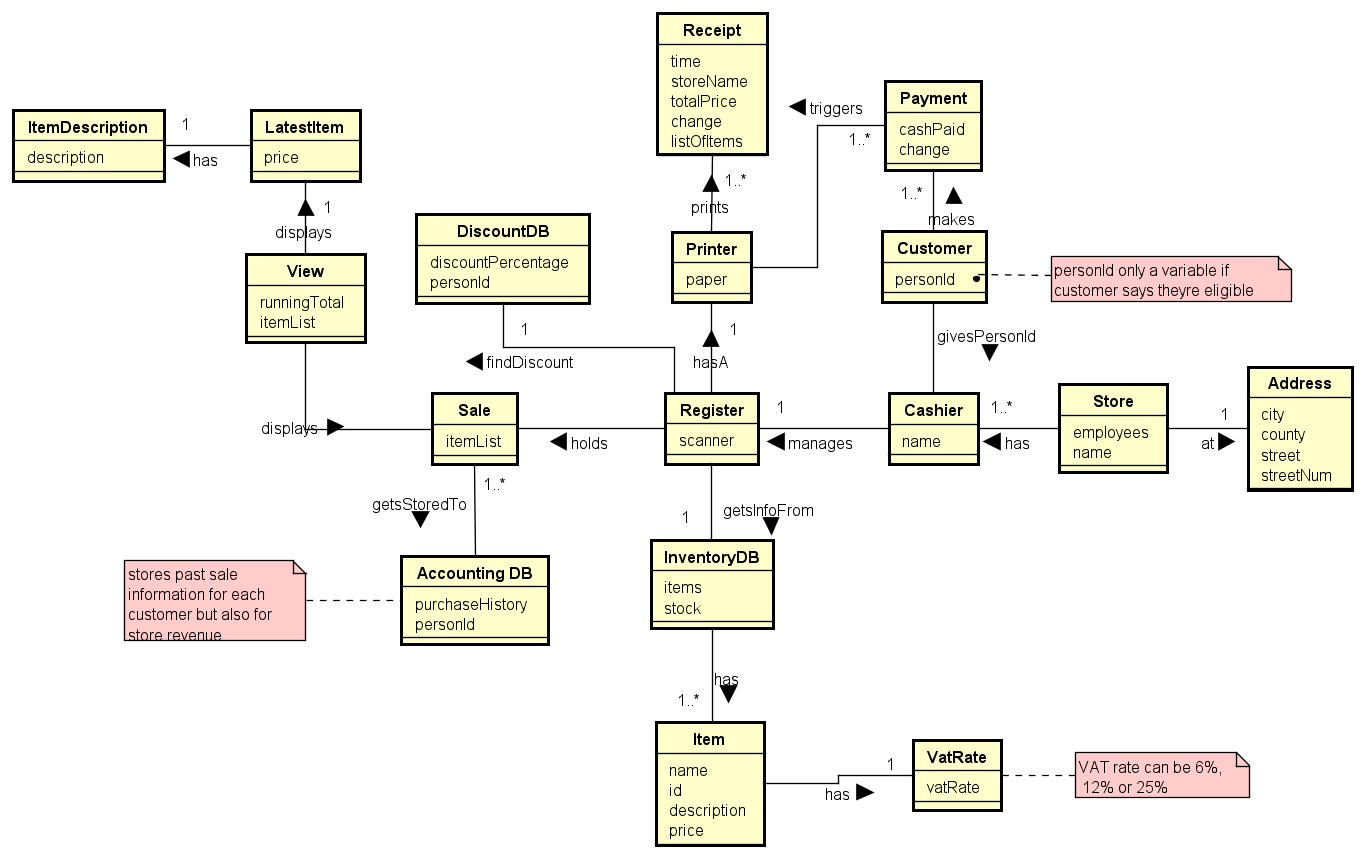 Receipt
time
storeName
totalPrice
change
listOfItems
triggers
1..*
Payment
cashPaid
change
ItemDescription
description
1
has
LatestItem
price
1
displays
1..*
prints
1..*
makes
DiscountDB
discountPercentage
personId
Printer
paper
Customer
personId
personId only a variable if
customer says theyre eligible
View
runningTotal
itemList
1
findDiscount
1
hasA
givesPersonId
displays
Sale
itemList
holds
Register
scanner
1
manages
Cashier
name
1..*
has
Store
employees
name
1
at
Address
city
county
street
streetNum
1..*
getsStoredTo
1
getsInfoFrom
stores past sale
information for each
customer but also for
store revenue
Accounting DB
purchaseHistory
personId
InventoryDB
items
stock
has
1..*
Item
name
id
description
price
1
has
VatRate
vatRate
VAT rate can be 6%,
12% or 25%